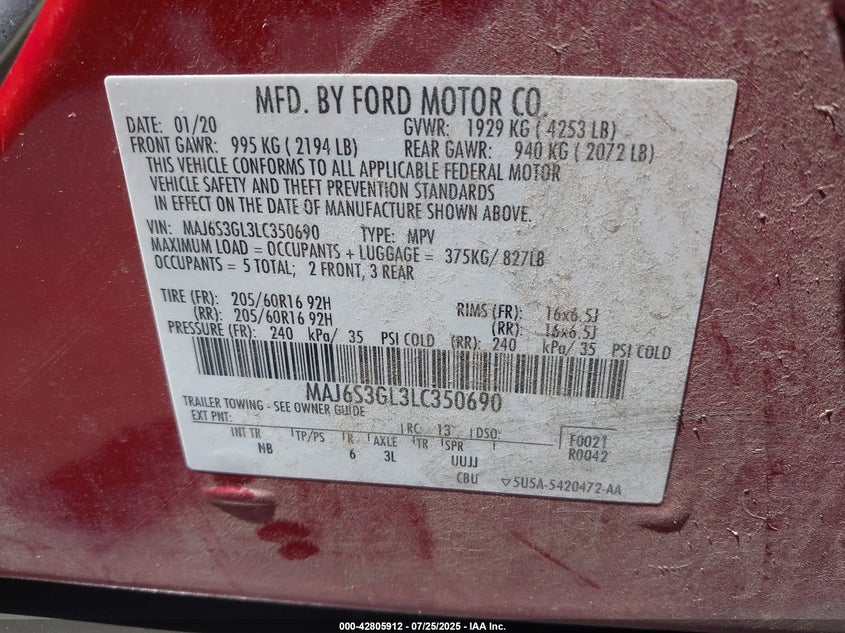 MFD. BY FORD MOTOR CO.
DATE: 01/20 GVWR: 1929 KG ( 4253 LB)
FRONT GAWR: 995 KG ( 2194 LB) REAR GAWR: 940 KG ( 2072 LB)
THIS VEHICLE CONFORMS TO ALL APPLICABLE FEDERAL MOTOR
VEHICLE SAFETY AND THEFT PREVENTION STANDARDS
IN EFFECT ON THE DATE OF MANUFACTURE SHOWN ABOVE.
VIN: MAJ6S3GL3LC350690 TYPE: MPV
MAXIMUM LOAD = OCCUPANTS + LUGGAGE = 375KG/ 827LB
OCCUPANTS = 5 TOTAL; 2 FRONT, 3 REAR
TIRE (FR): 205/60R16 92H RIMS (FR): 16x6.5J
(RR): 205/60R16 92H (RR): 16x6.5J
PRESSURE (FR): 240 kPa/ 35 PSI COLD (RR): 240 kPa/ 35 PSI COLD
MAJ6S3GL3LC350690
TRAILER TOWING - SEE OWNER GUIDE
EXT PNT: RC: 13 DSO: F0021
INT TR TP/PS R AXLE TR SPR R0042
NB 6 3L UUJJ
CBU 5U5A-5420472-AA
000-42805912 - 07/25/2025 - IAA Inc.